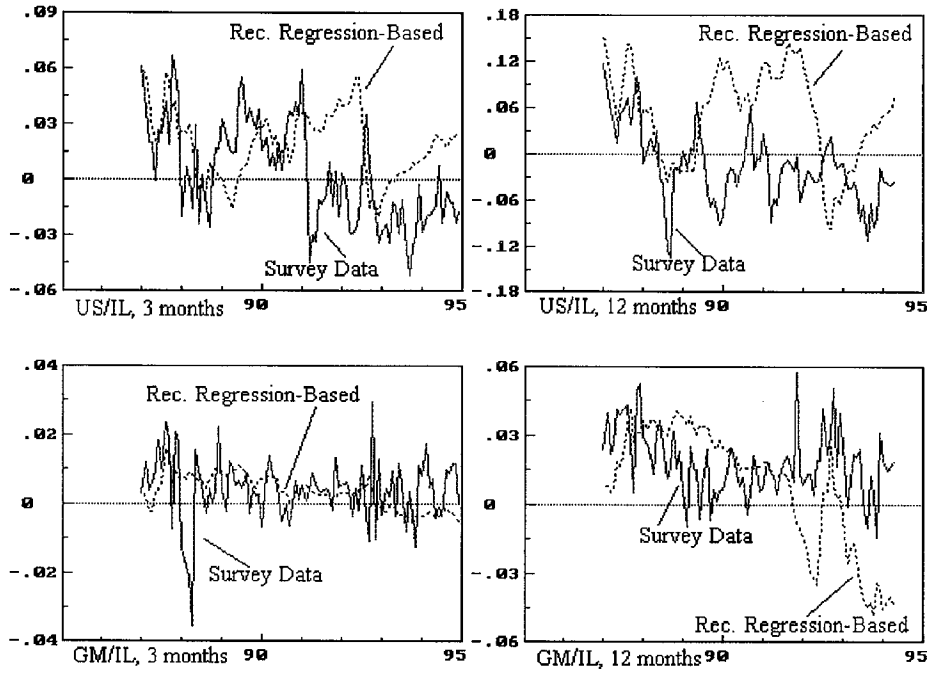 .09
.06
.03
0
-.03
-.06
Rec. Regression-Based
Survey Data
US/IL, 3 months
90
95
.18
.12
.06
0
-.06
-.12
-.18
Rec. Regression-Based
Survey Data
US/IL, 12 months
90
95
.04
.02
0
-.02
-.04
Rec. Regression-Based
Survey Data
GM/IL, 3 months
90
95
.06
.03
0
-.03
-.06
Survey Data
Rec. Regression-Based
GM/IL, 12 months
90
95